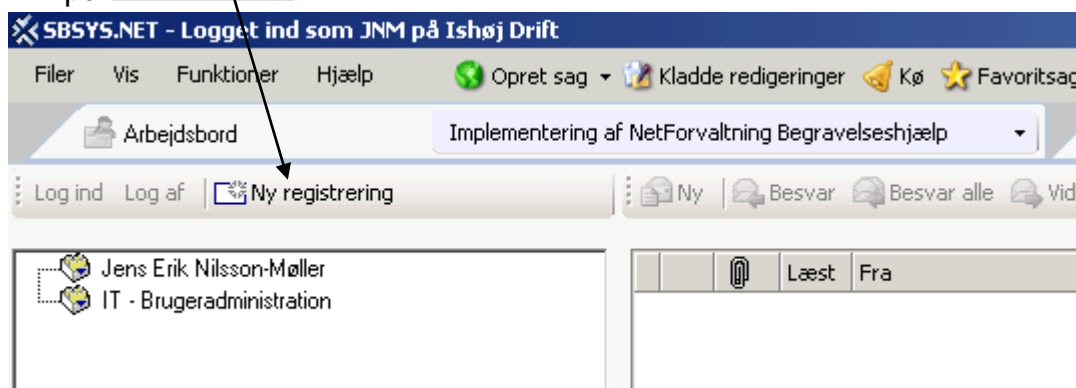 SBSYS.NET - Logget ind som JNM på Ishøj Drift
Filer Vis Funktioner Hjælp Opret sag Kladde redigeringer Kø Favoritsag
Arbejdsbord Implementering af NetForvaltning Begravelseshjælp
Log ind Log af Ny registrering Ny Besvar Besvar alle Vid
Jens Erik Nilsson-Møller
IT - Brugeradministration
Læst Fra